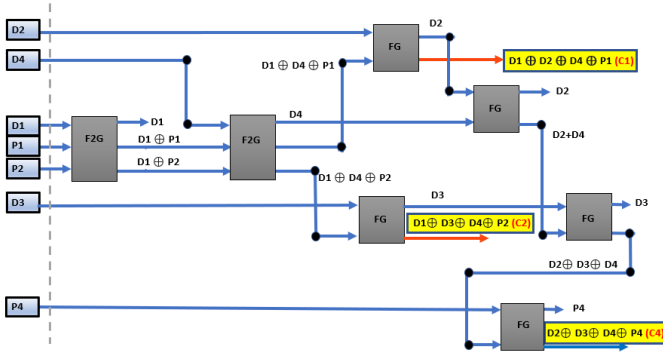 D2
D2
FG
D4
D1 ⊕ D4 ⊕ P1
D1 ⊕ D2 ⊕ D4 ⊕ P1 (C1)
D2
FG
D4
D1
D1
D1 ⊕ P1
D2+D4
P1
F2G
F2G
P2
D1 ⊕ P2
D1 ⊕ D4 ⊕ P2
D3
D3
D3
FG
D1⊕ D3⊕ D4⊕ P2 (C2)
FG
D2⊕ D3⊕ D4
P4
P4
FG
D2⊕ D3⊕ D4⊕ P4 (C4)